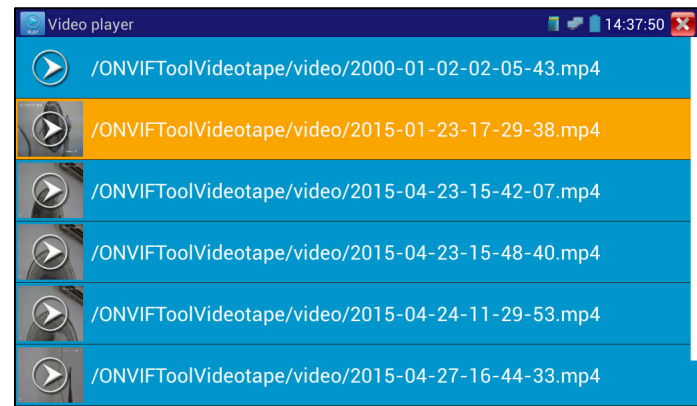 PLAY
Video player
14:37:50
/ONVIFToolVideotape/video/2000-01-02-02-05-43.mp4
/ONVIFToolVideotape/video/2015-01-23-17-29-38.mp4
/ONVIFToolVideotape/video/2015-04-23-15-42-07.mp4
/ONVIFToolVideotape/video/2015-04-23-15-48-40.mp4
/ONVIFToolVideotape/video/2015-04-24-11-29-53.mp4
/ONVIFToolVideotape/video/2015-04-27-16-44-33.mp4